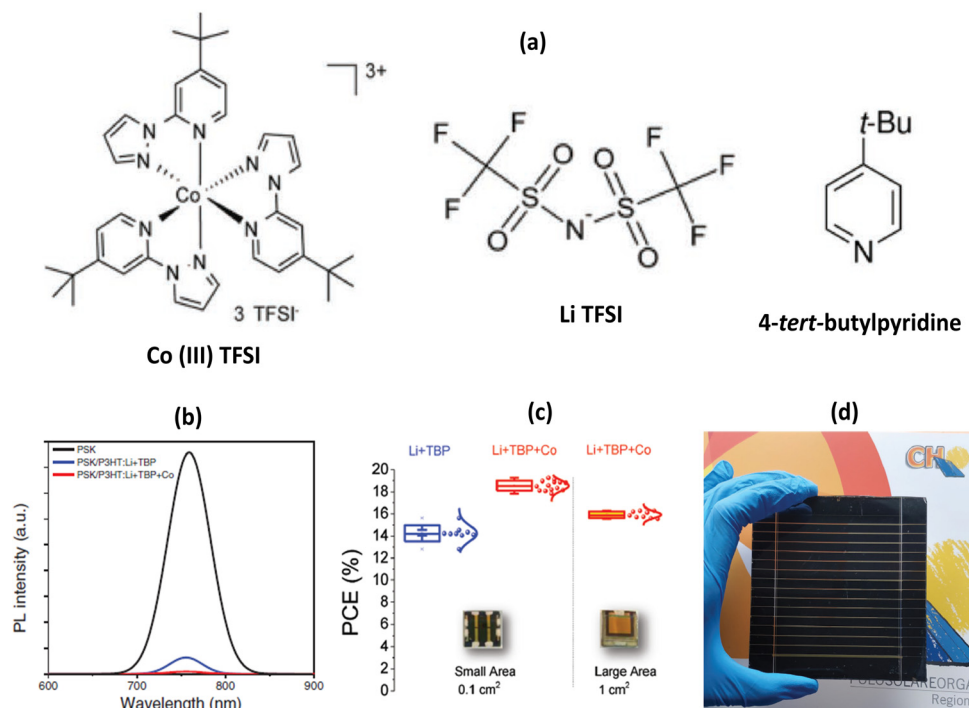 (a)
3+
N
N
N
N
N
N
Co
3 TFSI-
Co (III) TFSI
F
F
F
O
S
O
N-
O
S
O
F
F
F
Li TFSI
t-Bu
N
4-tert-butylpyridine
(b)
PSK
PSK/P3HT:Li+TBP
PSK/P3HT:Li+TBP+Co
PL intensity (a.u.)
600 700 800 900
Wavelength (nm)
(c)
Li+TBP Li+TBP+Co Li+TBP+Co
20
18
16
14
12
10
8
6
4
2
0
PCE (%)
Small Area
0.1 cm2
Large Area
1 cm2
(d)
CH
POLOSOLAREORGA
Region